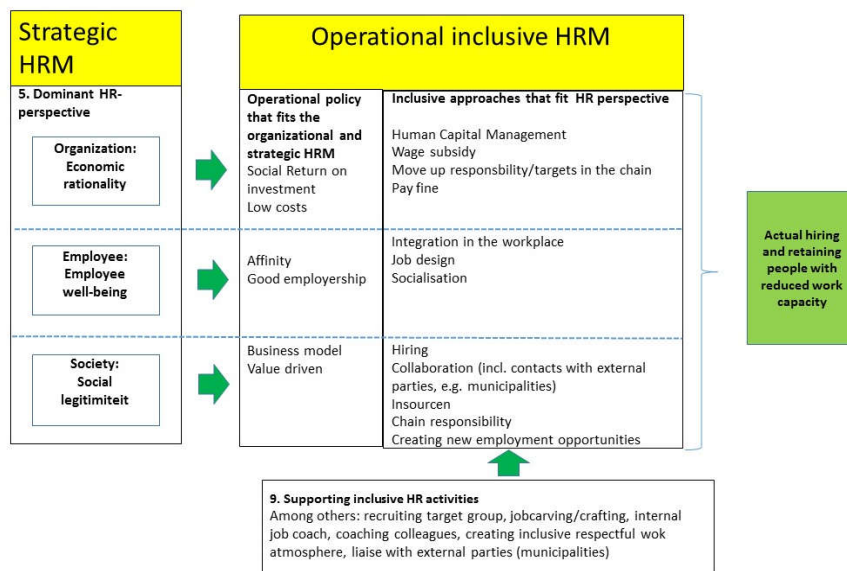 Strategic
HRM
Operational inclusive HRM
5. Dominant HR-
perspective
Organization:
Economic
rationality
Employee:
Employee
well-being
Society:
Social
legitimiteit
Operational policy
that fits the
organizational and
strategic HRM
Social Return on
investment
Low costs
Affinity
Good employership
Business model
Value driven
Inclusive approaches that fit HR perspective
Human Capital Management
Wage subsidy
Move up responsbility/targets in the chain
Pay fine
Integration in the workplace
Job design
Socialisation
Hiring
Collaboration (incl. contacts with external
parties, e.g. municipalities)
Insourcen
Chain responsibility
Creating new employment opportunities
Actual hiring
and retaining
people with
reduced work
capacity
9. Supporting inclusive HR activities
Among others: recruiting target group, jobcarving/crafting, internal
job coach, coaching colleagues, creating inclusive respectful wok
atmosphere, liaise with external parties (municipalities)